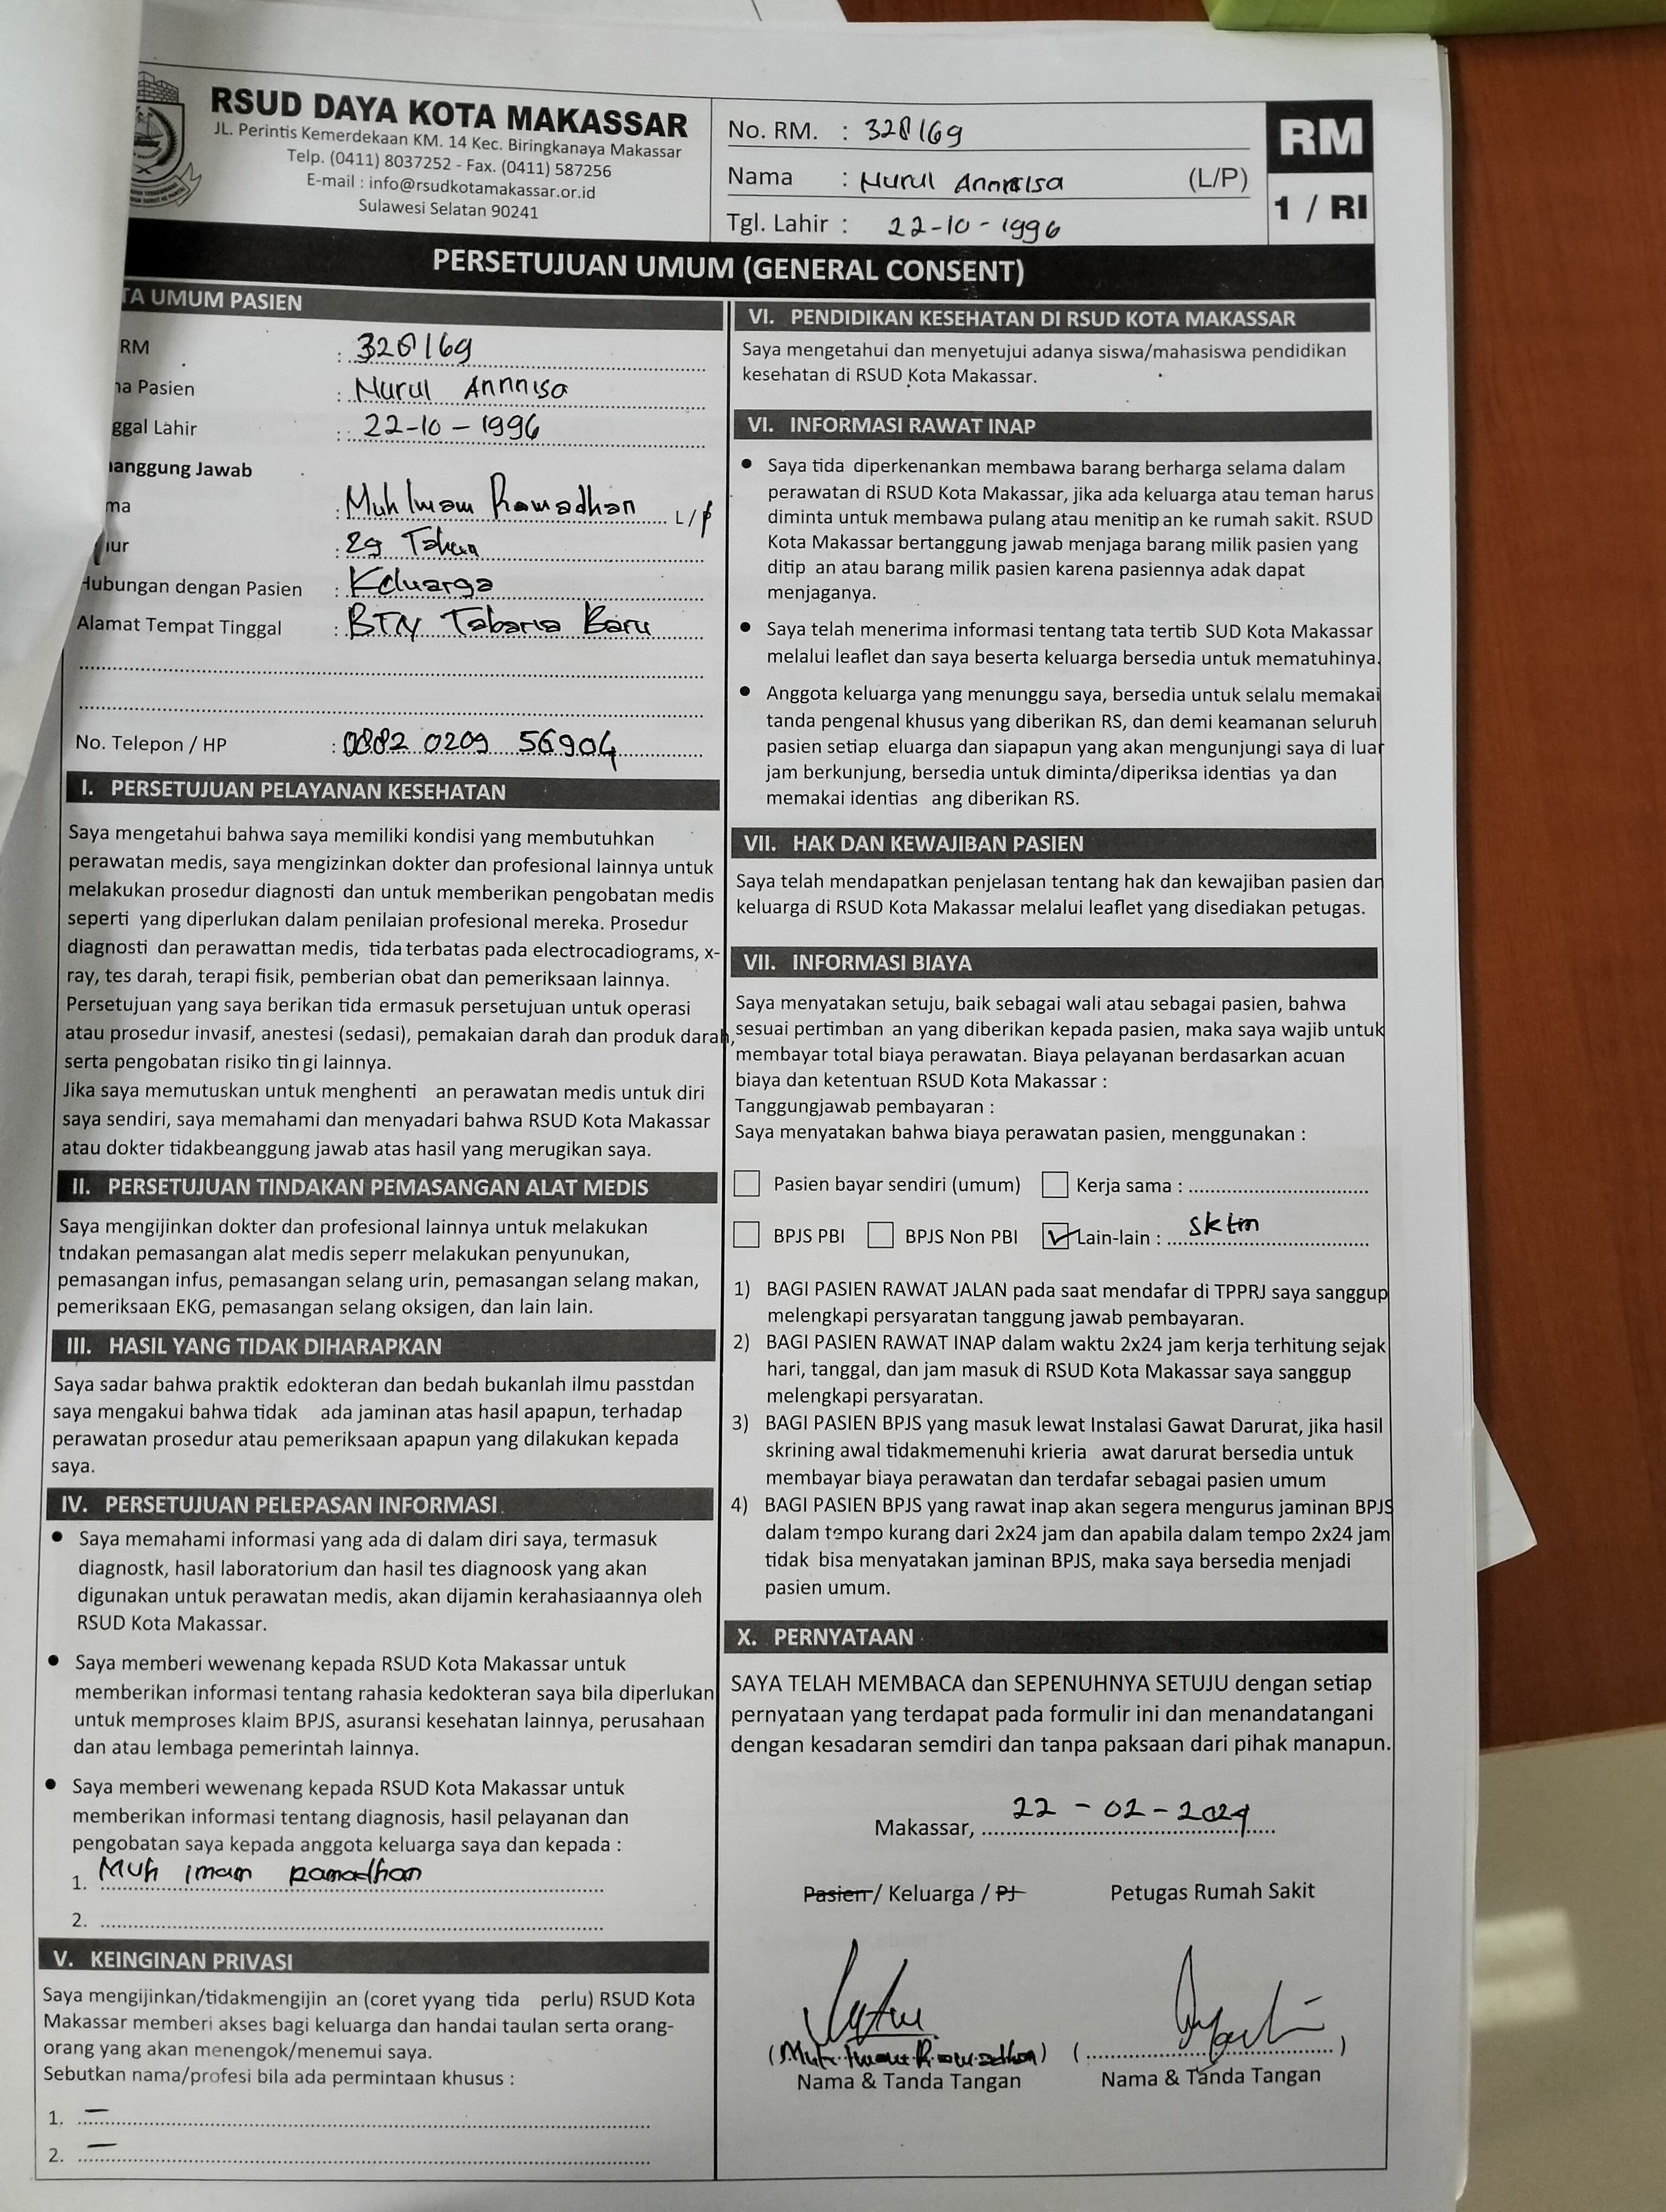 RSUD DAYA KOTA MAKASSAR
JL. Perintis Kemerdekaan KM. 14 Kec. Biringkanaya Makassar
Telp. (0411) 8037252 - Fax. (0411) 587256
E-mail : info@rsudkotamakassar.or.id
Sulawesi Selatan 90241
No. RM. : 328169
Nama : Nurul Annnisa (L/P)
Tgl. Lahir : 22-10-1996
RM
1 / RI
PERSETUJUAN UMUM (GENERAL CONSENT)
TA UMUM PASIEN
RM : 328169
na Pasien : Nurul Annnisa
ggal Lahir : 22-10-1996
anggung Jawab
ma : Muh Imam Ramadhan L/P
ur : 29 Tahun
Hubungan dengan Pasien : Keluarga
Alamat Tempat Tinggal : BTN Tabaria Baru
No. Telepon / HP : 0882 0209 56904
I. PERSETUJUAN PELAYANAN KESEHATAN
Saya mengetahui bahwa saya memiliki kondisi yang membutuhkan
perawatan medis, saya mengizinkan dokter dan profesional lainnya untuk
melakukan prosedur diagnosti dan untuk memberikan pengobatan medis
seperti yang diperlukan dalam penilaian profesional mereka. Prosedur
diagnosti dan perawattan medis, tida terbatas pada electrocadiograms, x-
ray, tes darah, terapi fisik, pemberian obat dan pemeriksaan lainnya.
Persetujuan yang saya berikan tida ermasuk persetujuan untuk operasi
atau prosedur invasif, anestesi (sedasi), pemakaian darah dan produk darah,
serta pengobatan risiko tin gi lainnya.
Jika saya memutuskan untuk menghenti an perawatan medis untuk diri
saya sendiri, saya memahami dan menyadari bahwa RSUD Kota Makassar
atau dokter tidakbeanggung jawab atas hasil yang merugikan saya.
II. PERSETUJUAN TINDAKAN PEMASANGAN ALAT MEDIS
Saya mengijinkan dokter dan profesional lainnya untuk melakukan
tndakan pemasangan alat medis seperr melakukan penyunukan,
pemasangan infus, pemasangan selang urin, pemasangan selang makan,
pemeriksaan EKG, pemasangan selang oksigen, dan lain lain.
III. HASIL YANG TIDAK DIHARAPKAN
Saya sadar bahwa praktik edokteran dan bedah bukanlah ilmu passtdan
saya mengakui bahwa tidak ada jaminan atas hasil apapun, terhadap
perawatan prosedur atau pemeriksaan apapun yang dilakukan kepada
saya.
IV. PERSETUJUAN PELEPASAN INFORMASI
• Saya memahami informasi yang ada di dalam diri saya, termasuk
diagnostk, hasil laboratorium dan hasil tes diagnoosk yang akan
digunakan untuk perawatan medis, akan dijamin kerahasiaannya oleh
RSUD Kota Makassar.
• Saya memberi wewenang kepada RSUD Kota Makassar untuk
memberikan informasi tentang rahasia kedokteran saya bila diperlukan
untuk memproses klaim BPJS, asuransi kesehatan lainnya, perusahaan
dan atau lembaga pemerintah lainnya.
• Saya memberi wewenang kepada RSUD Kota Makassar untuk
memberikan informasi tentang diagnosis, hasil pelayanan dan
pengobatan saya kepada anggota keluarga saya dan kepada :
1. Muh imam ramadhan
2.
V. KEINGINAN PRIVASI
Saya mengijinkan/tidakmengijin an (coret yyang tida perlu) RSUD Kota
Makassar memberi akses bagi keluarga dan handai taulan serta orang-
orang yang akan menengok/menemui saya.
Sebutkan nama/profesi bila ada permintaan khusus :
1. –
2. –
VI. PENDIDIKAN KESEHATAN DI RSUD KOTA MAKASSAR
Saya mengetahui dan menyetujui adanya siswa/mahasiswa pendidikan
kesehatan di RSUD Kota Makassar.
VI. INFORMASI RAWAT INAP
• Saya tida diperkenankan membawa barang berharga selama dalam
perawatan di RSUD Kota Makassar, jika ada keluarga atau teman harus
diminta untuk membawa pulang atau menitip an ke rumah sakit. RSUD
Kota Makassar bertanggung jawab menjaga barang milik pasien yang
ditip an atau barang milik pasien karena pasiennya adak dapat
menjaganya.
• Saya telah menerima informasi tentang tata tertib SUD Kota Makassar
melalui leaflet dan saya beserta keluarga bersedia untuk mematuhinya.
• Anggota keluarga yang menunggu saya, bersedia untuk selalu memakai
tanda pengenal khusus yang diberikan RS, dan demi keamanan seluruh
pasien setiap eluarga dan siapapun yang akan mengunjungi saya di luar
jam berkunjung, bersedia untuk diminta/diperiksa identias ya dan
memakai identias ang diberikan RS.
VII. HAK DAN KEWAJIBAN PASIEN
Saya telah mendapatkan penjelasan tentang hak dan kewajiban pasien dan
keluarga di RSUD Kota Makassar melalui leaflet yang disediakan petugas.
VII. INFORMASI BIAYA
Saya menyatakan setuju, baik sebagai wali atau sebagai pasien, bahwa
sesuai pertimban an yang diberikan kepada pasien, maka saya wajib untuk
membayar total biaya perawatan. Biaya pelayanan berdasarkan acuan
biaya dan ketentuan RSUD Kota Makassar :
Tanggungjawab pembayaran :
Saya menyatakan bahwa biaya perawatan pasien, menggunakan :
Pasien bayar sendiri (umum) Kerja sama :
BPJS PBI BPJS Non PBI Lain-lain : sktm
1) BAGI PASIEN RAWAT JALAN pada saat mendafar di TPPRJ saya sanggup
melengkapi persyaratan tanggung jawab pembayaran.
2) BAGI PASIEN RAWAT INAP dalam waktu 2x24 jam kerja terhitung sejak
hari, tanggal, dan jam masuk di RSUD Kota Makassar saya sanggup
melengkapi persyaratan.
3) BAGI PASIEN BPJS yang masuk lewat Instalasi Gawat Darurat, jika hasil
skrining awal tidakmemenuhi krieria awat darurat bersedia untuk
membayar biaya perawatan dan terdafar sebagai pasien umum
4) BAGI PASIEN BPJS yang rawat inap akan segera mengurus jaminan BPJS
dalam tempo kurang dari 2x24 jam dan apabila dalam tempo 2x24 jam
tidak bisa menyatakan jaminan BPJS, maka saya bersedia menjadi
pasien umum.
X. PERNYATAAN
SAYA TELAH MEMBACA dan SEPENUHNYA SETUJU dengan setiap
pernyataan yang terdapat pada formulir ini dan menandatangani
dengan kesadaran semdiri dan tanpa paksaan dari pihak manapun.
Makassar, 22-02-2024
Pasien / Keluarga / PJ Petugas Rumah Sakit
(Muh Imam Ramadhan) ( )
Nama & Tanda Tangan Nama & Tanda Tangan